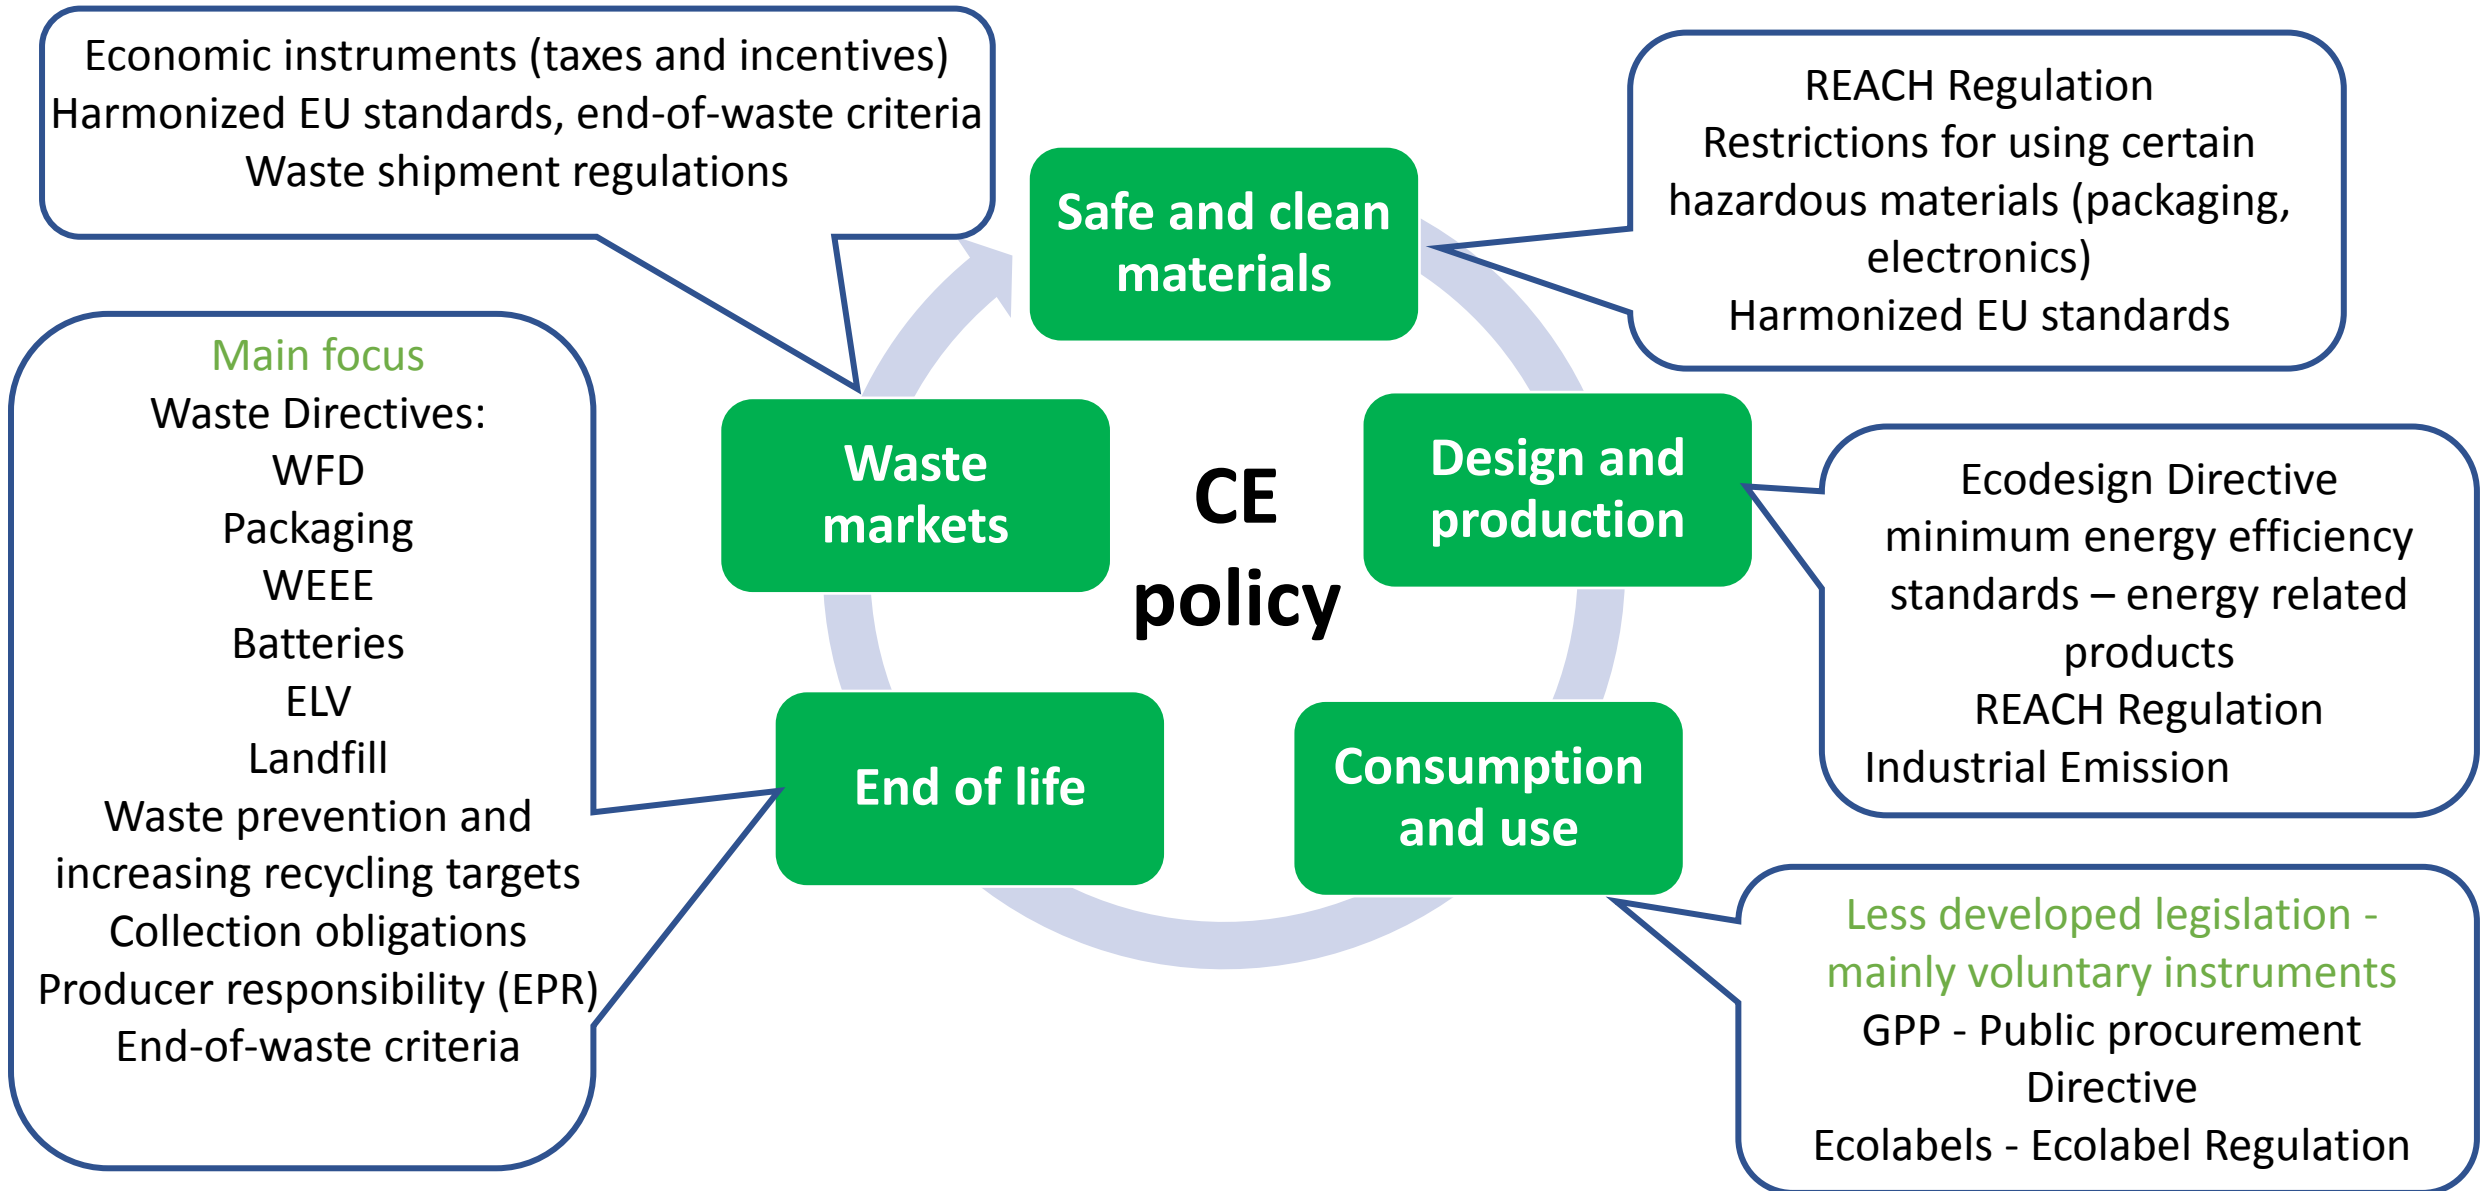 Economic instruments (taxes and incentives)
Harmonized EU standards, end-of-waste criteria
Waste shipment regulations
REACH Regulation
Restrictions for using certain
hazardous materials (packaging,
electronics)
Harmonized EU standards
Safe and clean
materials
Main focus
Waste Directives:
WFD
Packaging
WEEE
Batteries
ELV
Landfill
Waste prevention and
increasing recycling targets
Collection obligations
Producer responsibility (EPR)
End-of-waste criteria
Waste
markets
CE
policy
Design and
production
Ecodesign Directive
minimum energy efficiency
standards – energy related
products
REACH Regulation
Industrial Emission
End of life
Consumption
and use
Less developed legislation -
mainly voluntary instruments
GPP - Public procurement
Directive
Ecolabels - Ecolabel Regulation